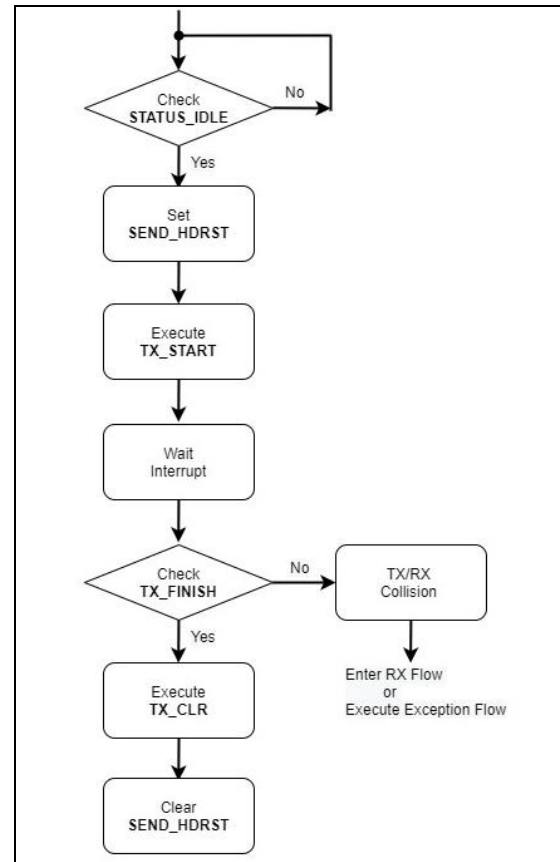 Check
STATUS_IDLE
No
Yes
Set
SEND_HDRST
Execute
TX_START
Wait
Interrupt
Check
TX_FINISH
No
TX/RX
Collision
Yes
Enter RX Flow
or
Execute Exception Flow
Execute
TX_CLR
Clear
SEND_HDRST